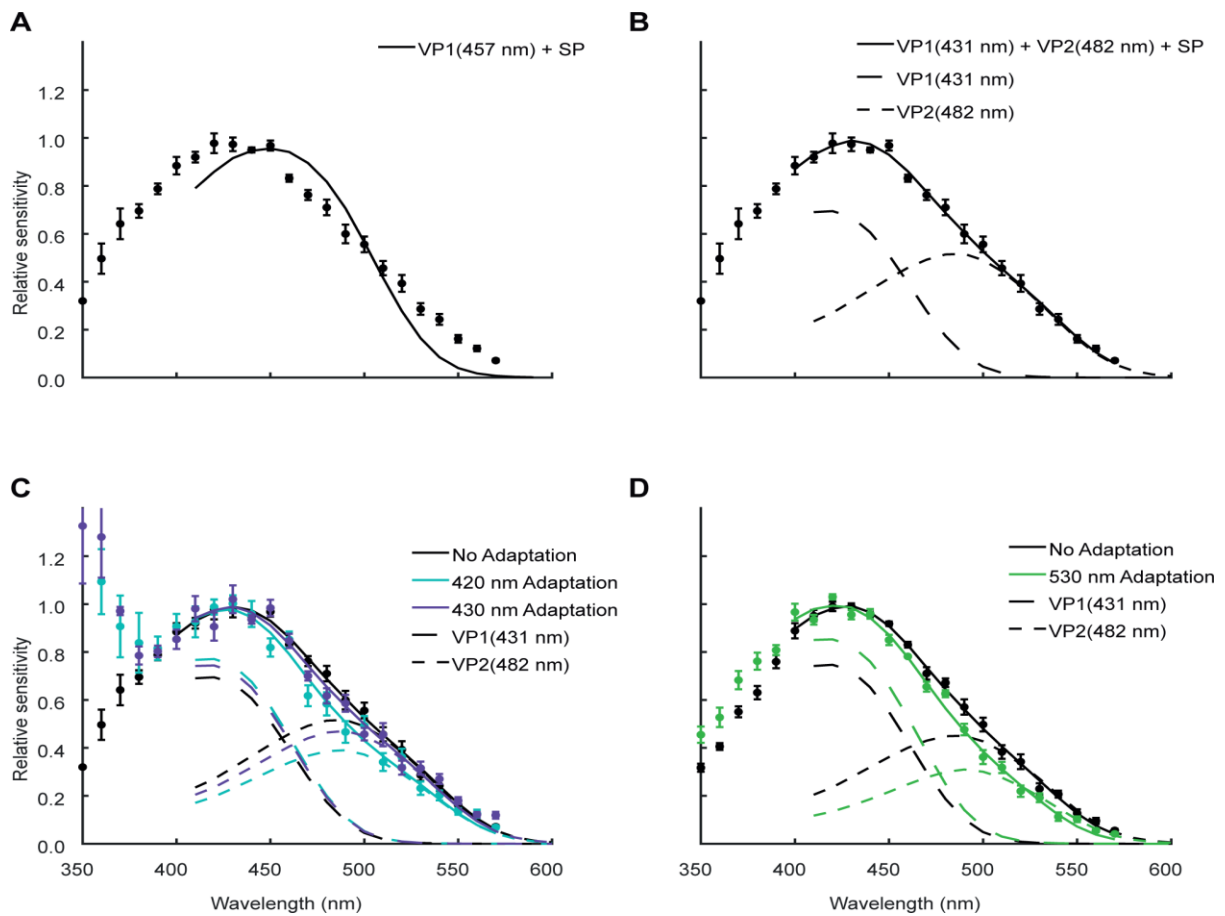 A
VP1(457 nm) + SP
1.2
1.0
0.8
0.6
0.4
0.2
0.0
Relative sensitivity
400
450
500
550
B
VP1(431 nm) + VP2(482 nm) + SP
VP1(431 nm)
VP2(482 nm)
C
No Adaptation
420 nm Adaptation
430 nm Adaptation
VP1(431 nm)
VP2(482 nm)
1.2
1.0
0.8
0.6
0.4
0.2
0.0
Relative sensitivity
350
400
450
500
550
600
Wavelength (nm)
D
No Adaptation
530 nm Adaptation
VP1(431 nm)
VP2(482 nm)
350
400
450
500
550
600
Wavelength (nm)